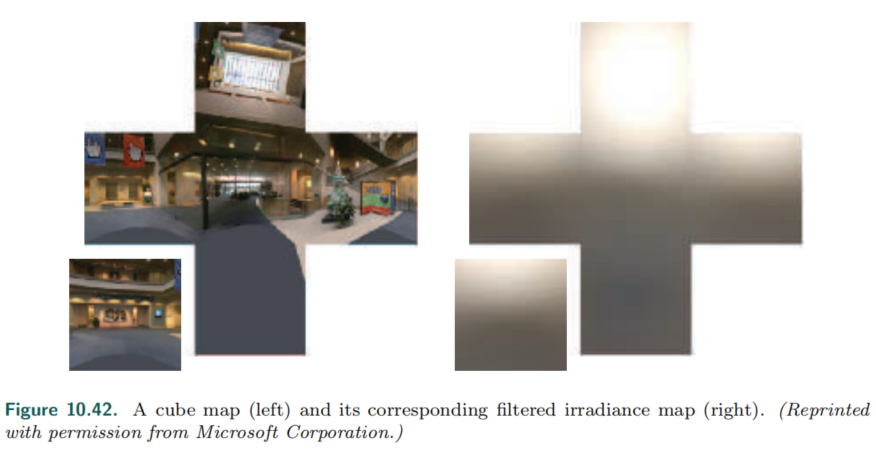 Figure 10.42. A cube map (left) and its corresponding filtered irradiance map (right). (Reprinted
with permission from Microsoft Corporation.)